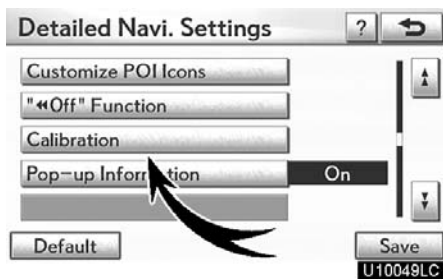 Detailed Navi. Settings ?
Customize POI Icons
"◀◀Off" Function
Calibration
Pop-up Information On
Default Save
U10049LC